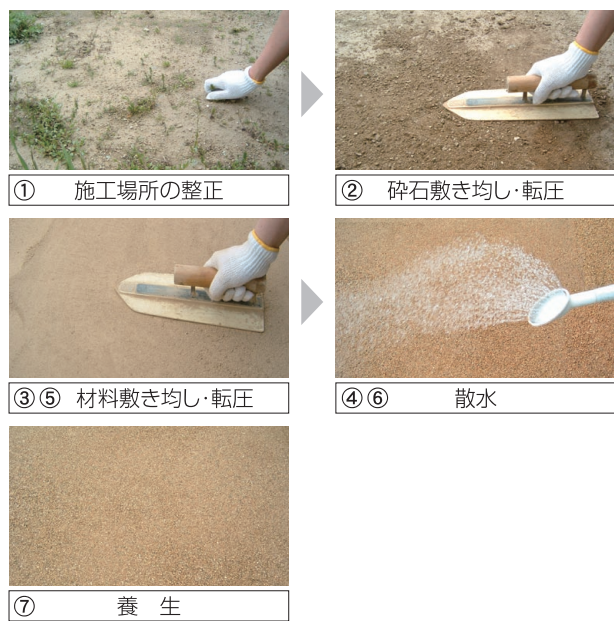 ① 施工場所の整正
② 砕石敷き均し･転圧
③⑤ 材料敷き均し･転圧
④⑥ 散水
⑦ 養 生